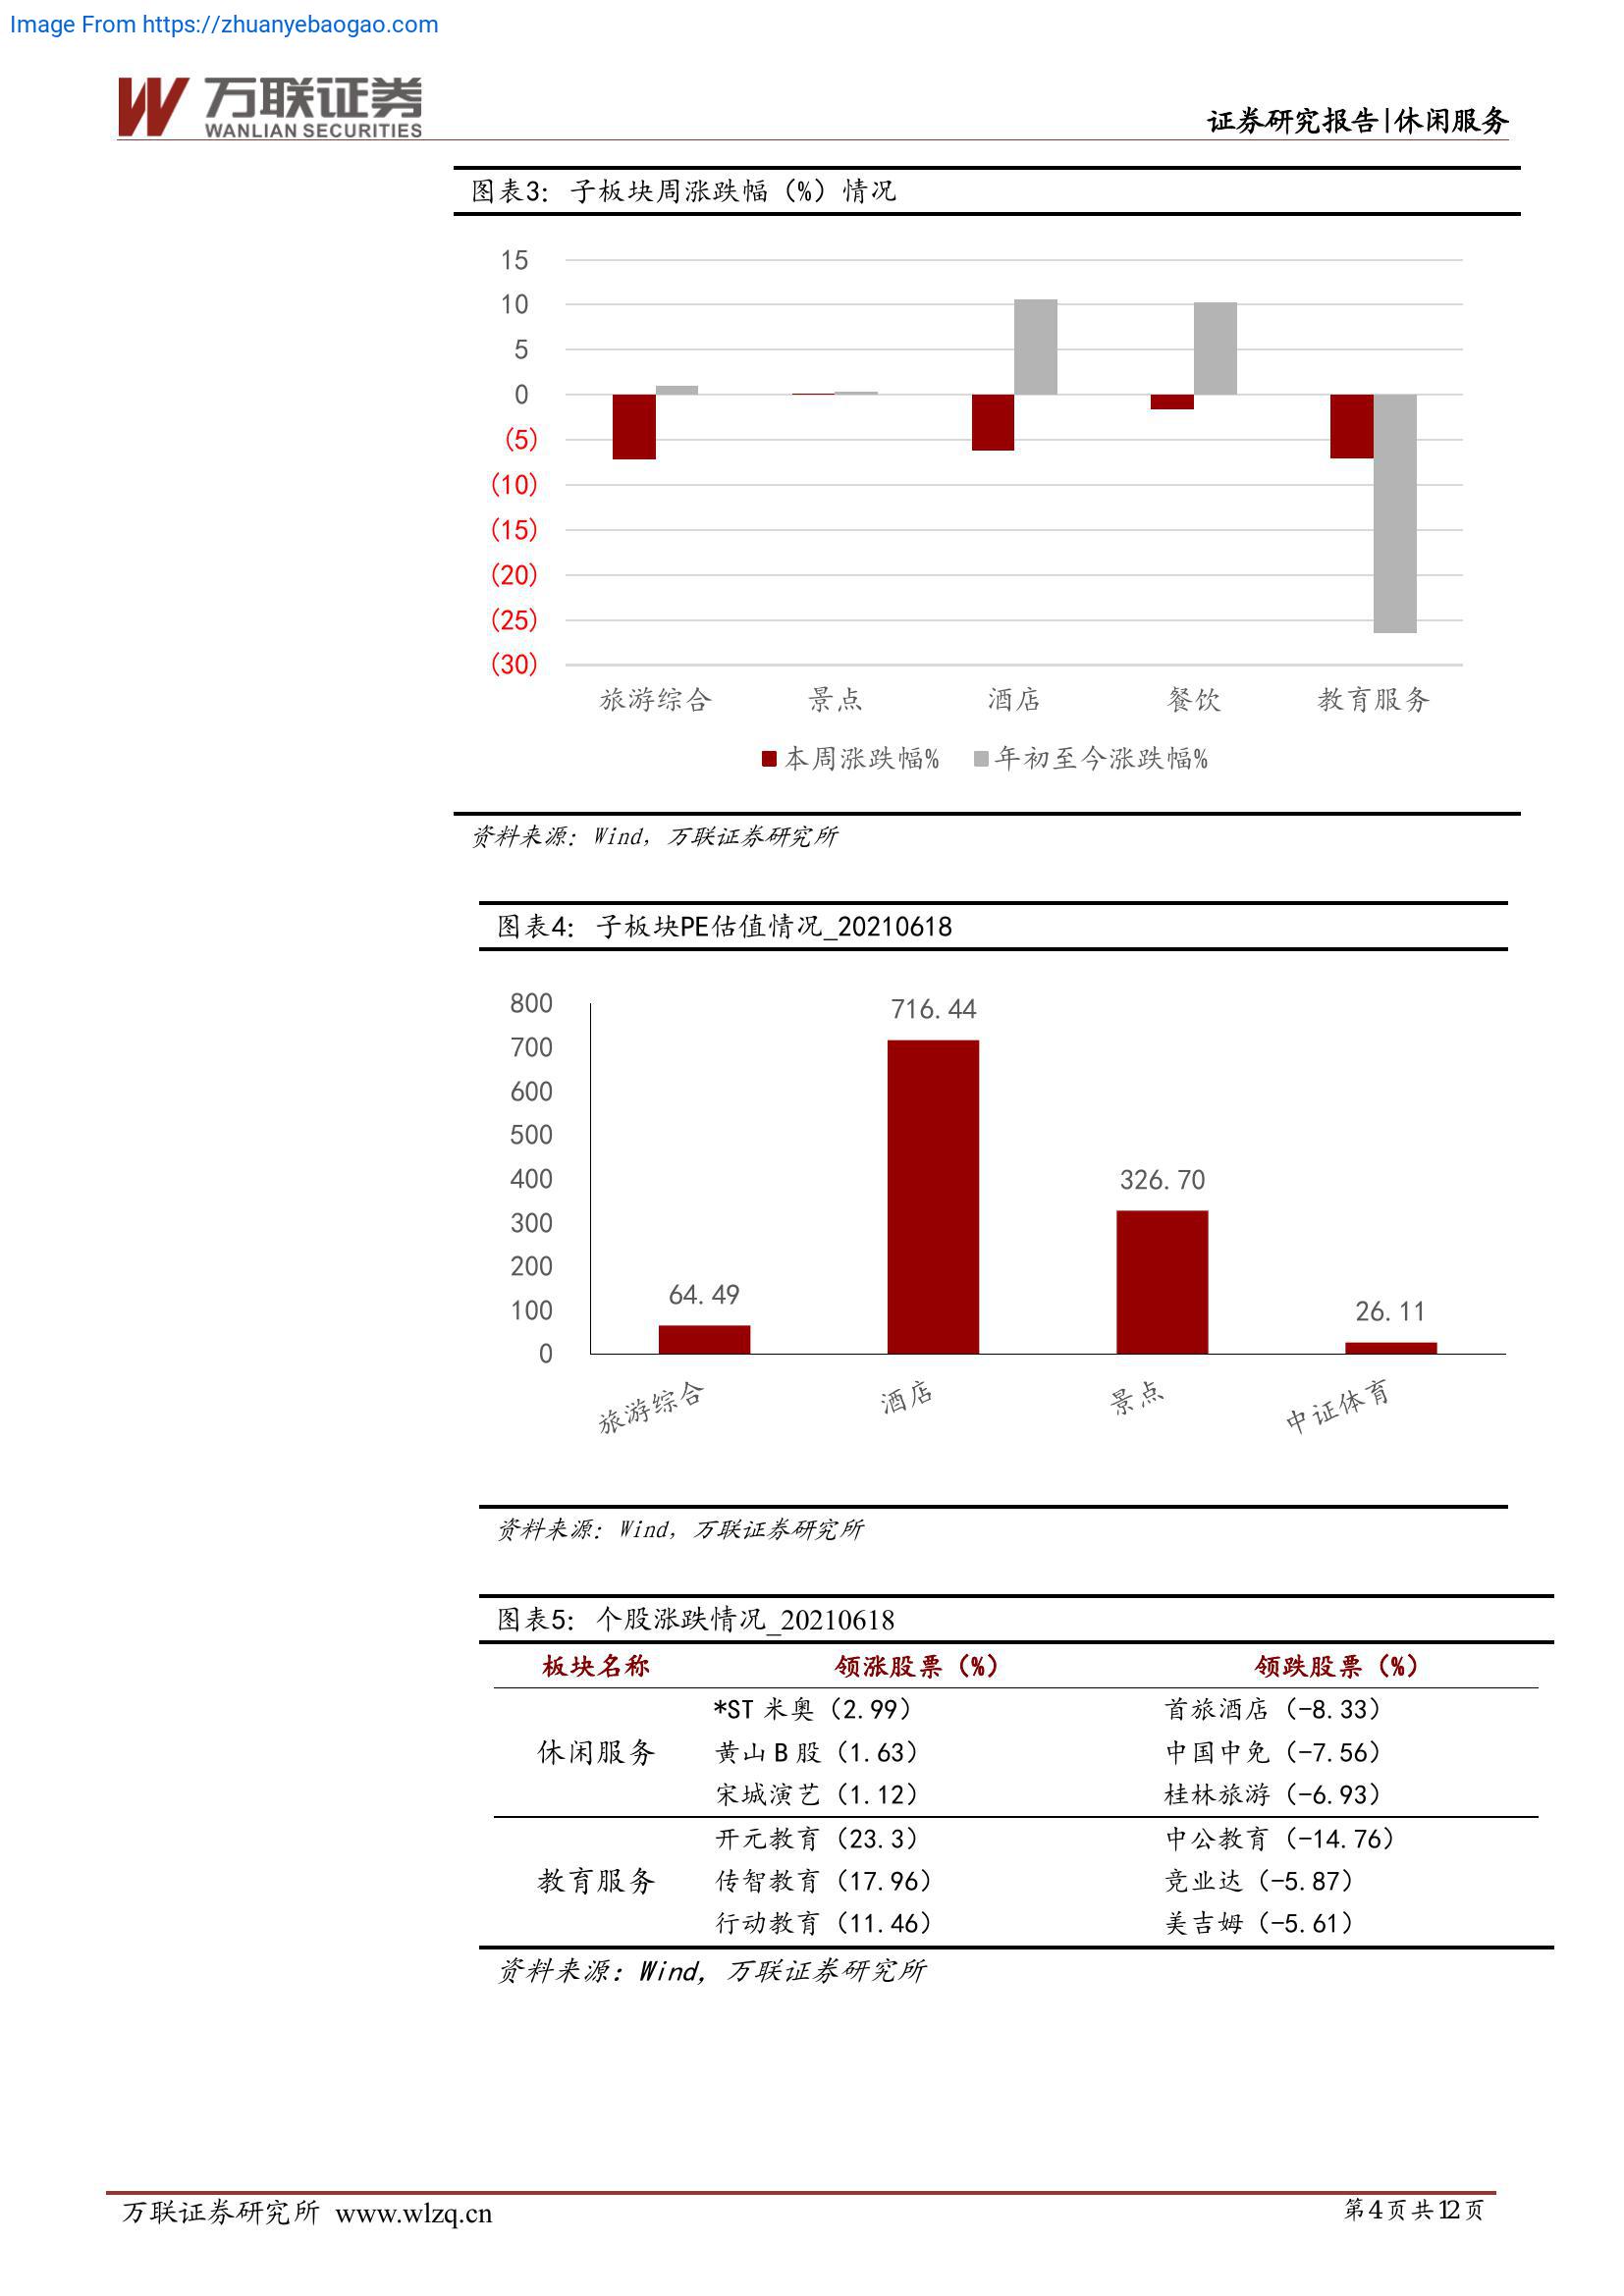 Image From https://zhuanyebaogao.com
万联证券
WANLIAN SECURITIES
证券研究报告|休闲服务
图表3：子板块周涨跌幅（%）情况
15
10
5
0
(5)
(10)
(15)
(20)
(25)
(30)
旅游综合 景点 酒店 餐饮 教育服务
本周涨跌幅% 年初至今涨跌幅%
资料来源：Wind，万联证券研究所
图表4：子板块PE估值情况_20210618
800
700
600
500
400
300
200
100
0
64.49 716.44 326.70 26.11
旅游综合 酒店 景点 中证体育
资料来源：Wind，万联证券研究所
图表5：个股涨跌情况_20210618
板块名称 领涨股票（%） 领跌股票（%）
*ST 米奥（2.99） 首旅酒店（-8.33）
休闲服务 黄山 B 股（1.63） 中国中免（-7.56）
宋城演艺（1.12） 桂林旅游（-6.93）
开元教育（23.3） 中公教育（-14.76）
教育服务 传智教育（17.96） 竞业达（-5.87）
行动教育（11.46） 美吉姆（-5.61）
资料来源：Wind，万联证券研究所
万联证券研究所 www.wlzq.cn 第4页共12页